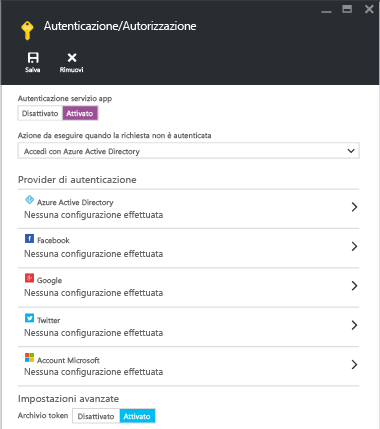 Autenticazione/Autorizzazione
Salva Rimuovi
Autenticazione servizio app
Disattivato Attivato
Azione da eseguire quando la richiesta non è autenticata
Accedi con Azure Active Directory
Provider di autenticazione
Azure Active Directory
Nessuna configurazione effettuata
Facebook
Nessuna configurazione effettuata
Google
Nessuna configurazione effettuata
Twitter
Nessuna configurazione effettuata
Account Microsoft
Nessuna configurazione effettuata
Impostazioni avanzate
Archivio token Disattivato Attivato